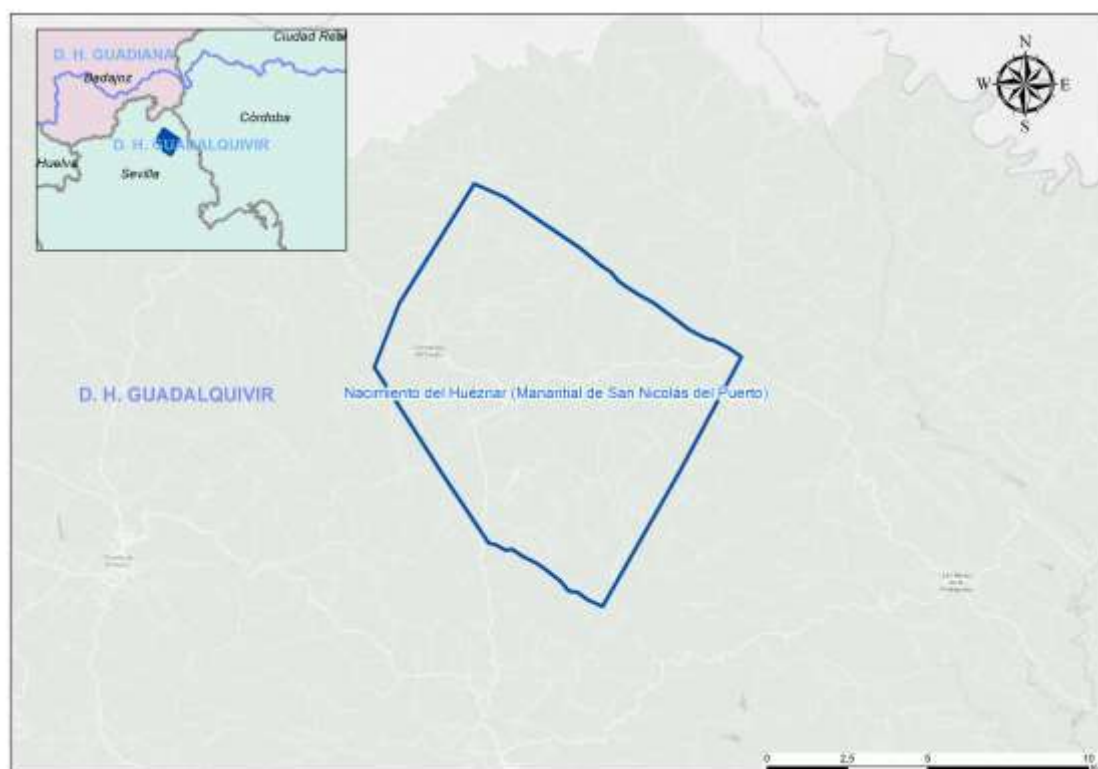 Ciudad Real
D. H. GUADIANA
Badajoz
Córdoba
D. H. GUADALQUIVIR
Huelva
Sevilla
N
W
E
S
D. H. GUADALQUIVIR
Nacimiento del Huéznar (Manantial de San Nicolás del Puerto)
0
2,5
5
10